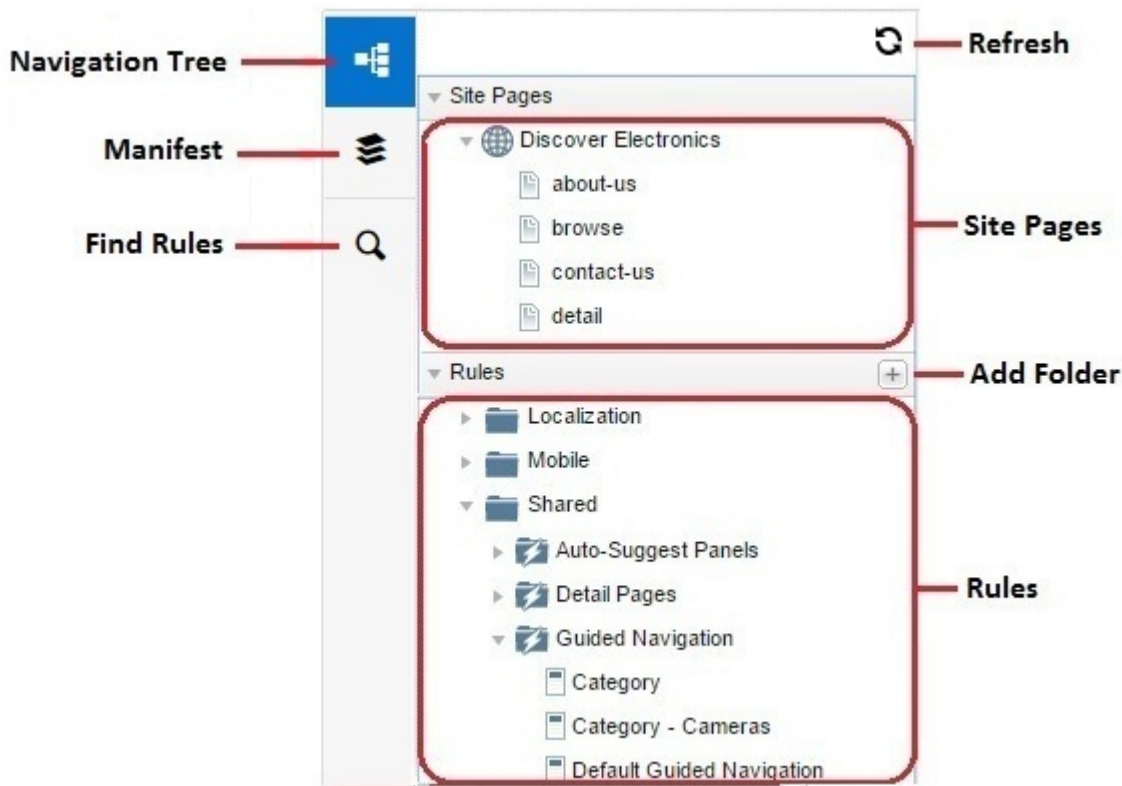 Navigation Tree
Refresh
Site Pages
Manifest
Discover Electronics
about-us
Find Rules
browse
Site Pages
contact-us
detail
Rules
Add Folder
Localization
Mobile
Shared
Auto-Suggest Panels
Detail Pages
Rules
Guided Navigation
Category
Category - Cameras
Default Guided Navigation